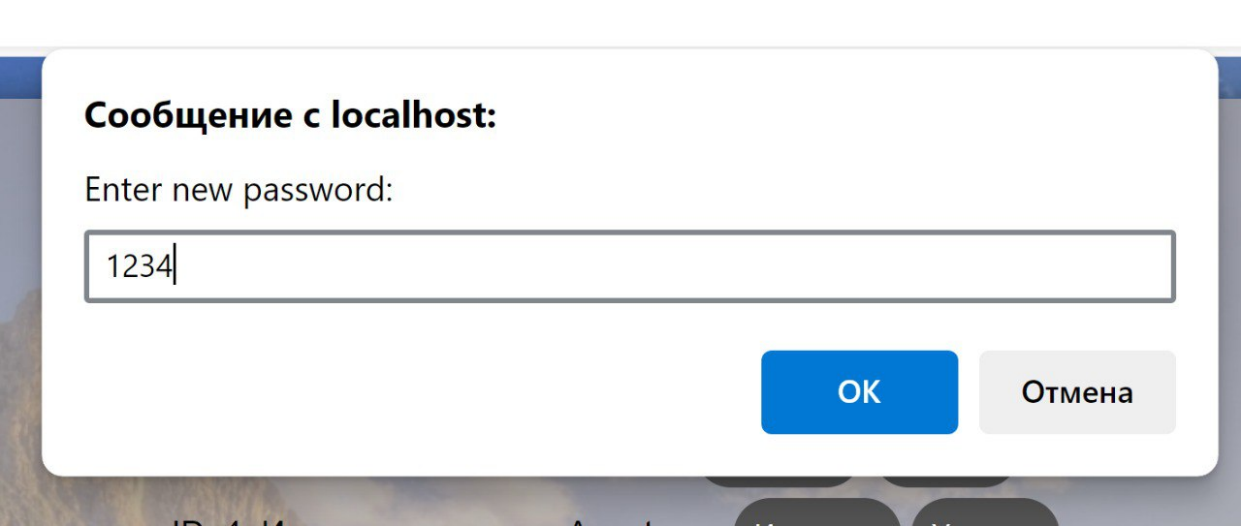 Сообщение с localhost:
Enter new password:
1234
OK
Отмена